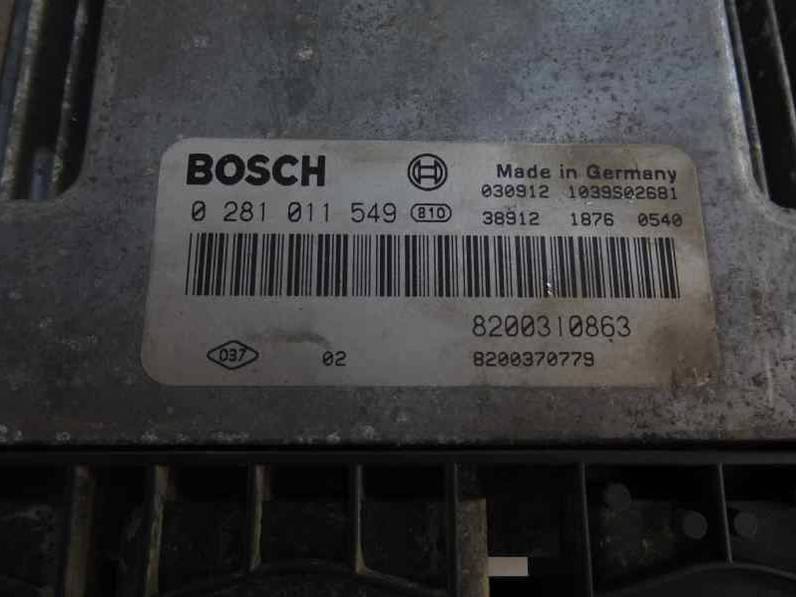 BOSCH
Made in Germany
030912 1039S02681
0 281 011 549 810
38912 1876 0540
8200310863
037 02 8200370779